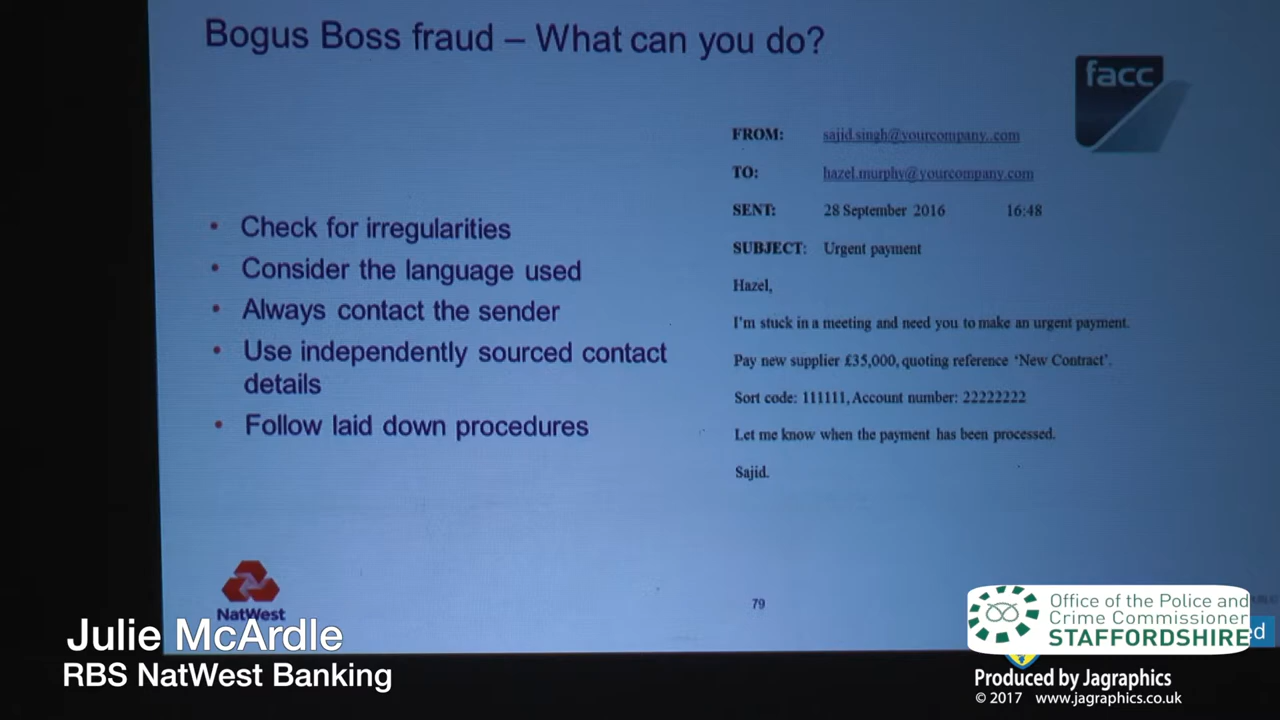 Bogus Boss fraud – What can you do?
facc
FROM: sajid.singh@yourcompany..com
TO: hazel.murphy@yourcompany.com
SENT: 28 September 2016 16:48
SUBJECT: Urgent payment
Hazel,
I'm stuck in a meeting and need you to make an urgent payment.
Pay new supplier £35,000, quoting reference 'New Contract'.
Sort code: 111111, Account number: 22222222
Let me know when the payment has been processed.
Sajid.
• Check for irregularities
• Consider the language used
• Always contact the sender
• Use independently sourced contact
details
• Follow laid down procedures
NatWest
79
Julie McArdle
RBS NatWest Banking
Office of the Police and
Crime Commissioner
STAFFORDSHIRE
Produced by Jagraphics
© 2017 www.jagraphics.co.uk